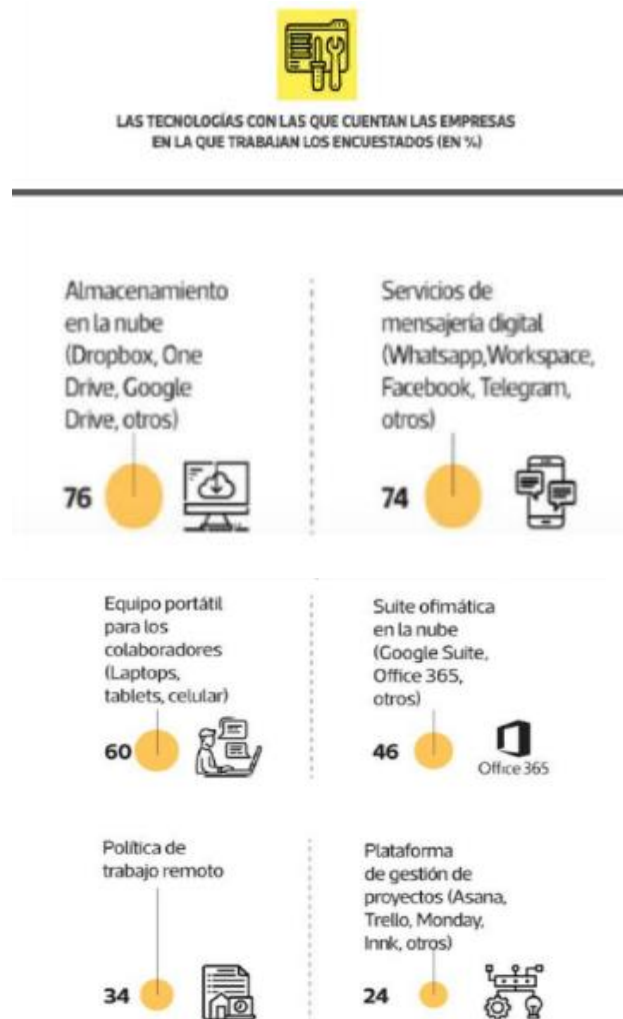 LAS TECNOLOGÍAS CON LAS QUE CUENTAN LAS EMPRESAS
EN LA QUE TRABAJAN LOS ENCUESTADOS (EN %)
Almacenamiento
en la nube
(Dropbox, One
Drive, Google
Drive, otros)
76
Servicios de
mensajería digital
(Whatsapp,Workspace,
Facebook, Telegram,
otros)
74
Equipo portátil
para los
colaboradores
(Laptops,
tablets, celular)
60
Suite ofimática
en la nube
(Google Suite,
Office 365,
otros)
46
Office 365
Política de
trabajo remoto
34
Plataforma
de gestión de
proyectos (Asana,
Trello, Monday,
Innk, otros)
24